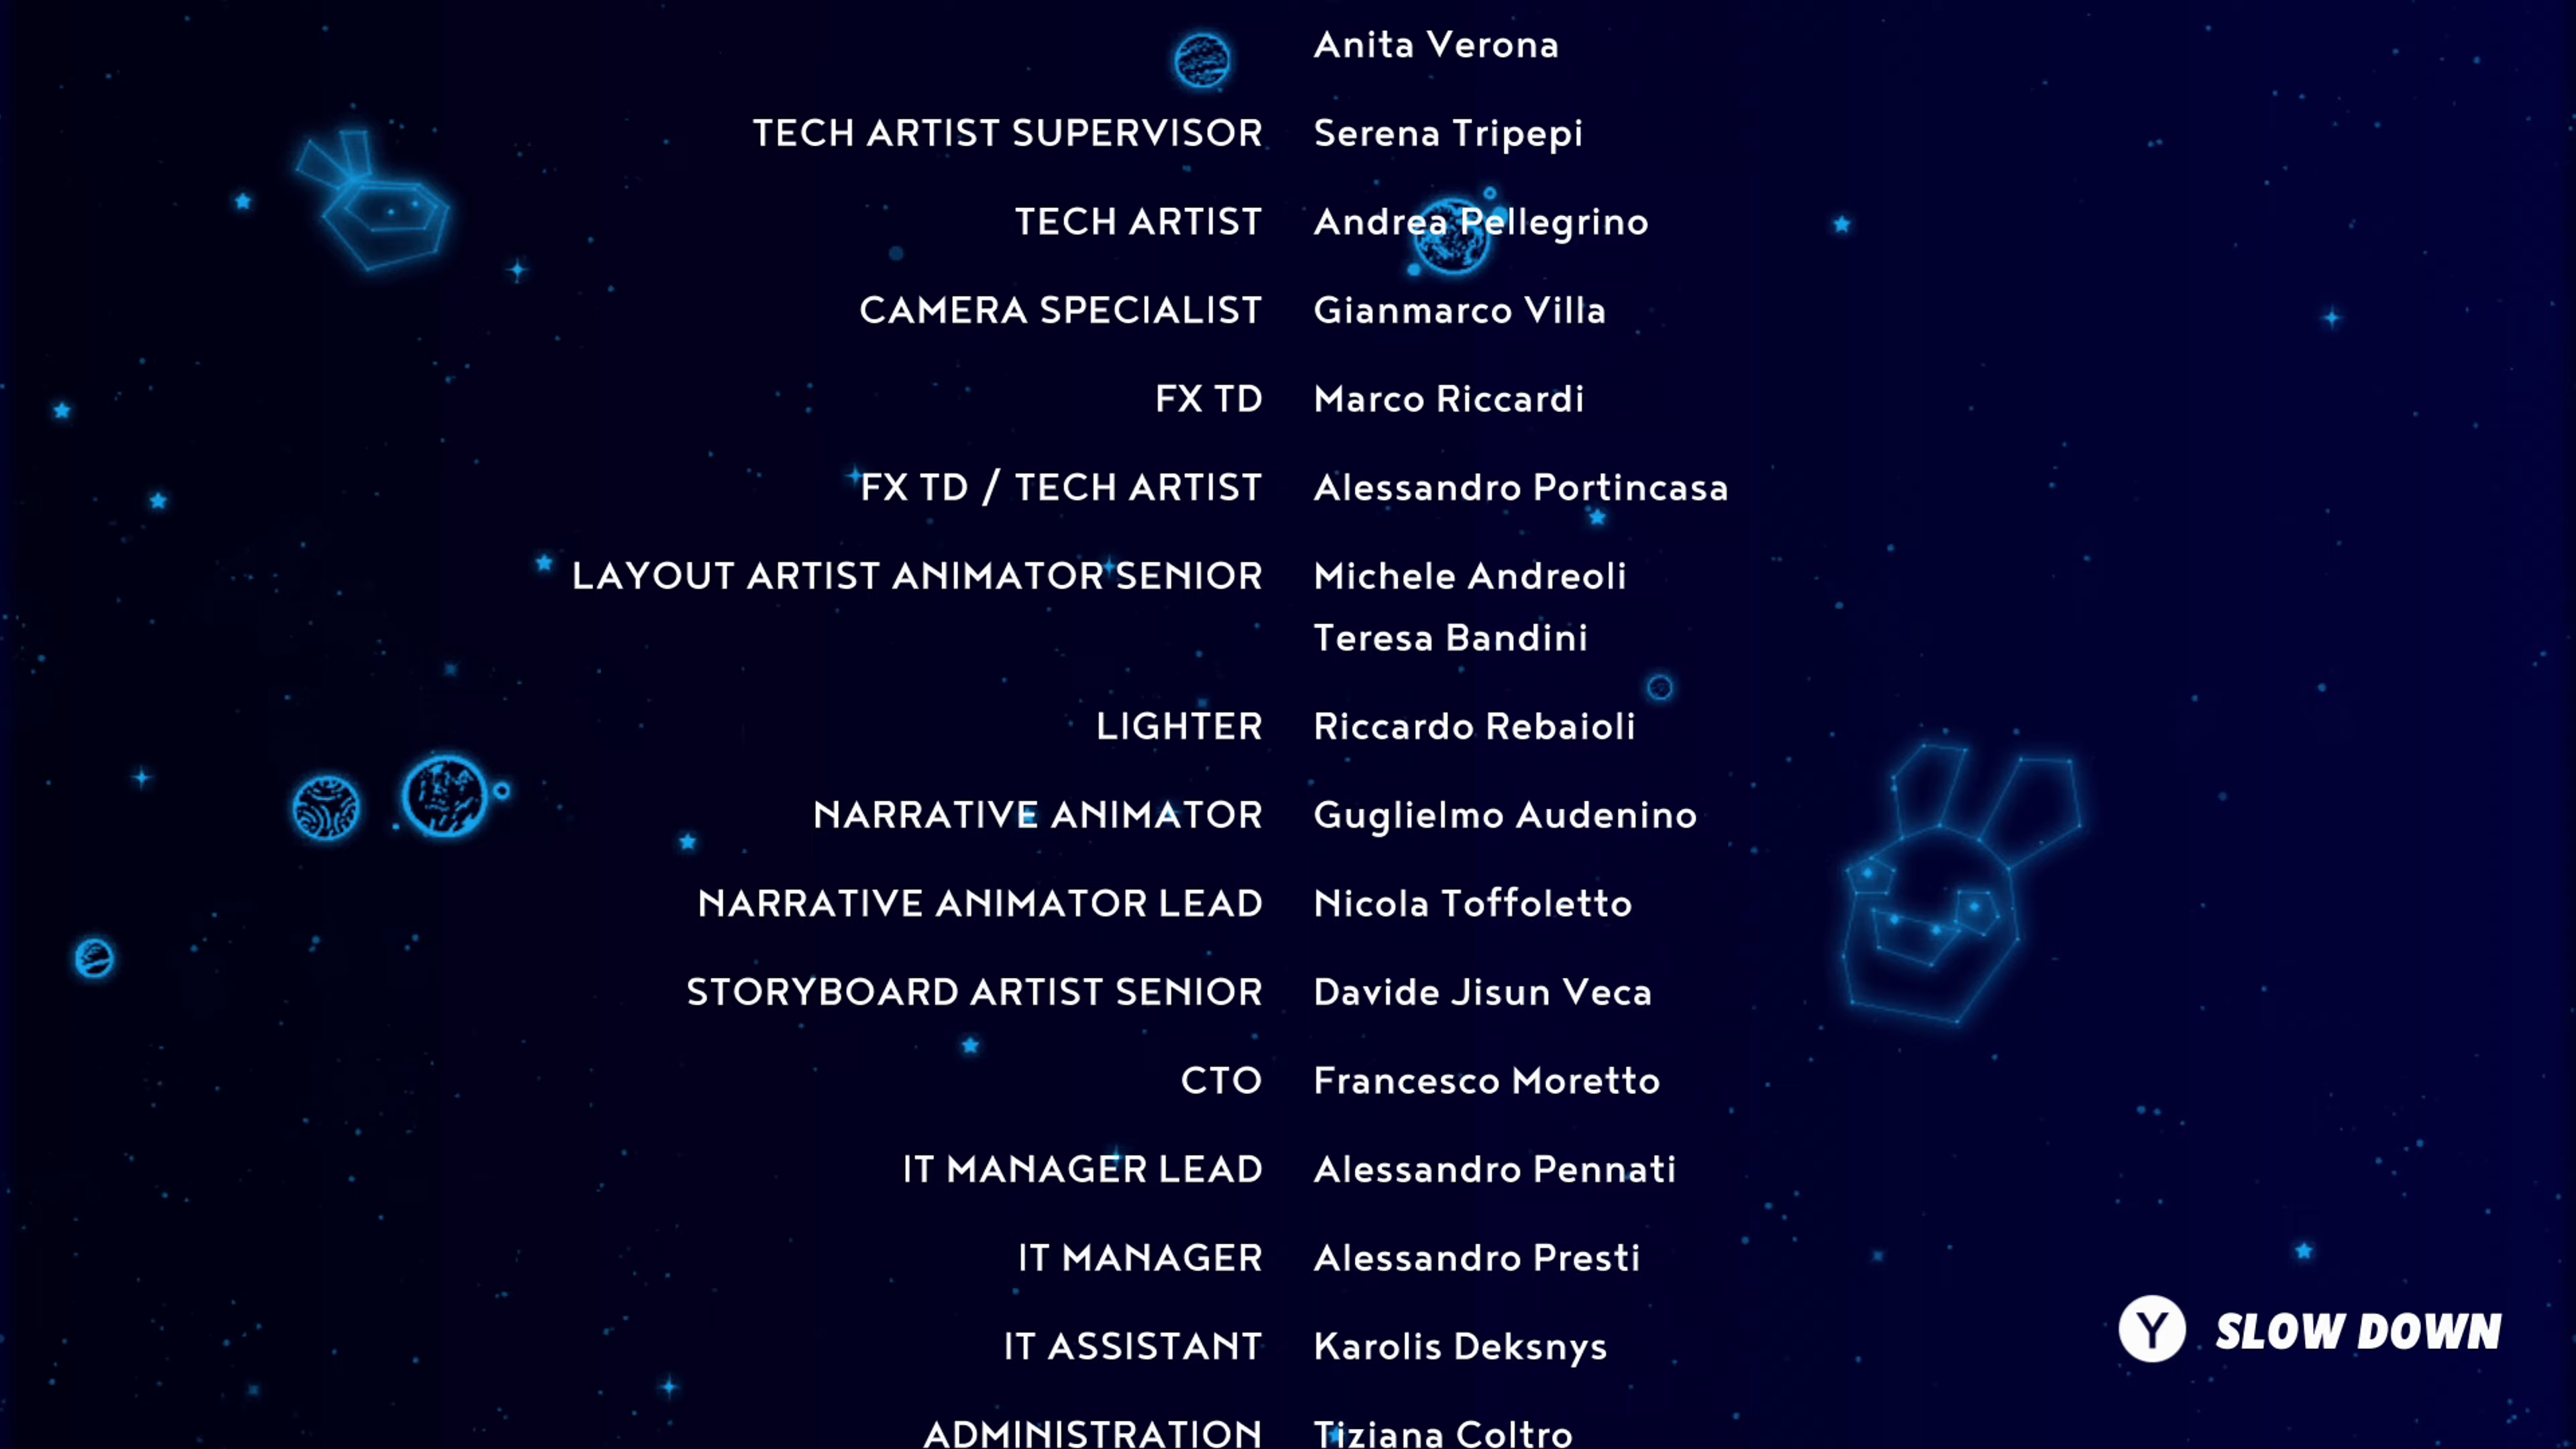 Anita Verona
TECH ARTIST SUPERVISOR Serena Tripepi
TECH ARTIST Andrea Pellegrino
CAMERA SPECIALIST Gianmarco Villa
FX TD Marco Riccardi
FX TD / TECH ARTIST Alessandro Portincasa
LAYOUT ARTIST ANIMATOR SENIOR Michele Andreoli
Teresa Bandini
LIGHTER Riccardo Rebaioli
NARRATIVE ANIMATOR Guglielmo Audenino
NARRATIVE ANIMATOR LEAD Nicola Toffoletto
STORYBOARD ARTIST SENIOR Davide Jisun Veca
CTO Francesco Moretto
IT MANAGER LEAD Alessandro Pennati
IT MANAGER Alessandro Presti
IT ASSISTANT Karolis Deksnys
Y SLOW DOWN
ADMINISTRATION Tiziana Coltro